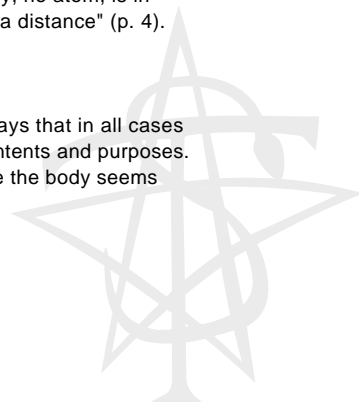 y, no atom, is in
a distance" (p. 4).
ays that in all cases
ntents and purposes.
e the body seems